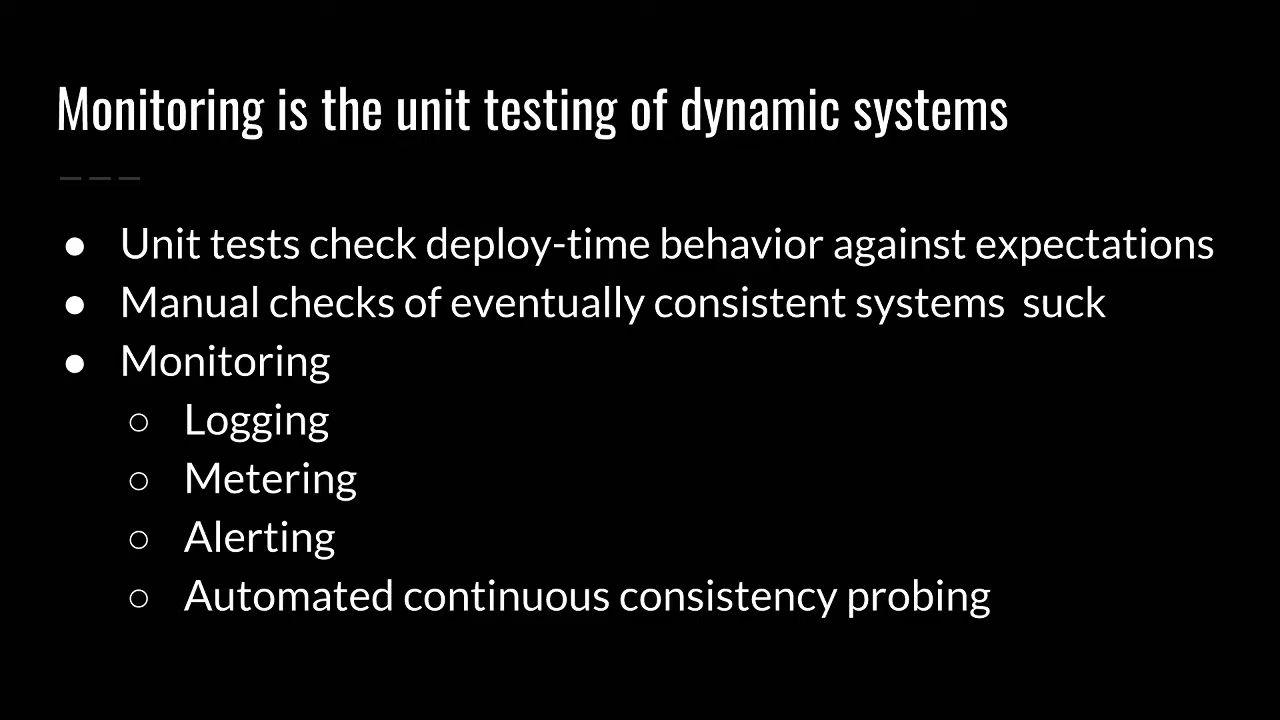 Monitoring is the unit testing of dynamic systems
● Unit tests check deploy-time behavior against expectations
● Manual checks of eventually consistent systems  suck
● Monitoring
○ Logging
○ Metering
○ Alerting
○ Automated continuous consistency probing